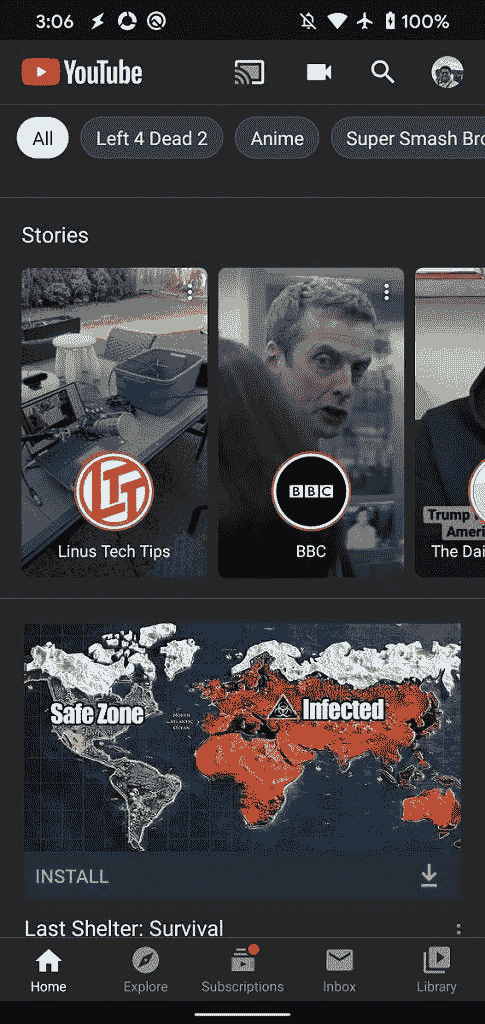 3:06 100%
YouTube
All Left 4 Dead 2 Anime Super Smash Bro
Stories
LTT
BBC
Trump
Ameri
Linus Tech Tips BBC The Dai
Safe Zone Infected
NORTH
ATLANTIC
OCEAN
INSTALL
Last Shelter: Survival
Home Explore Subscriptions Inbox Library